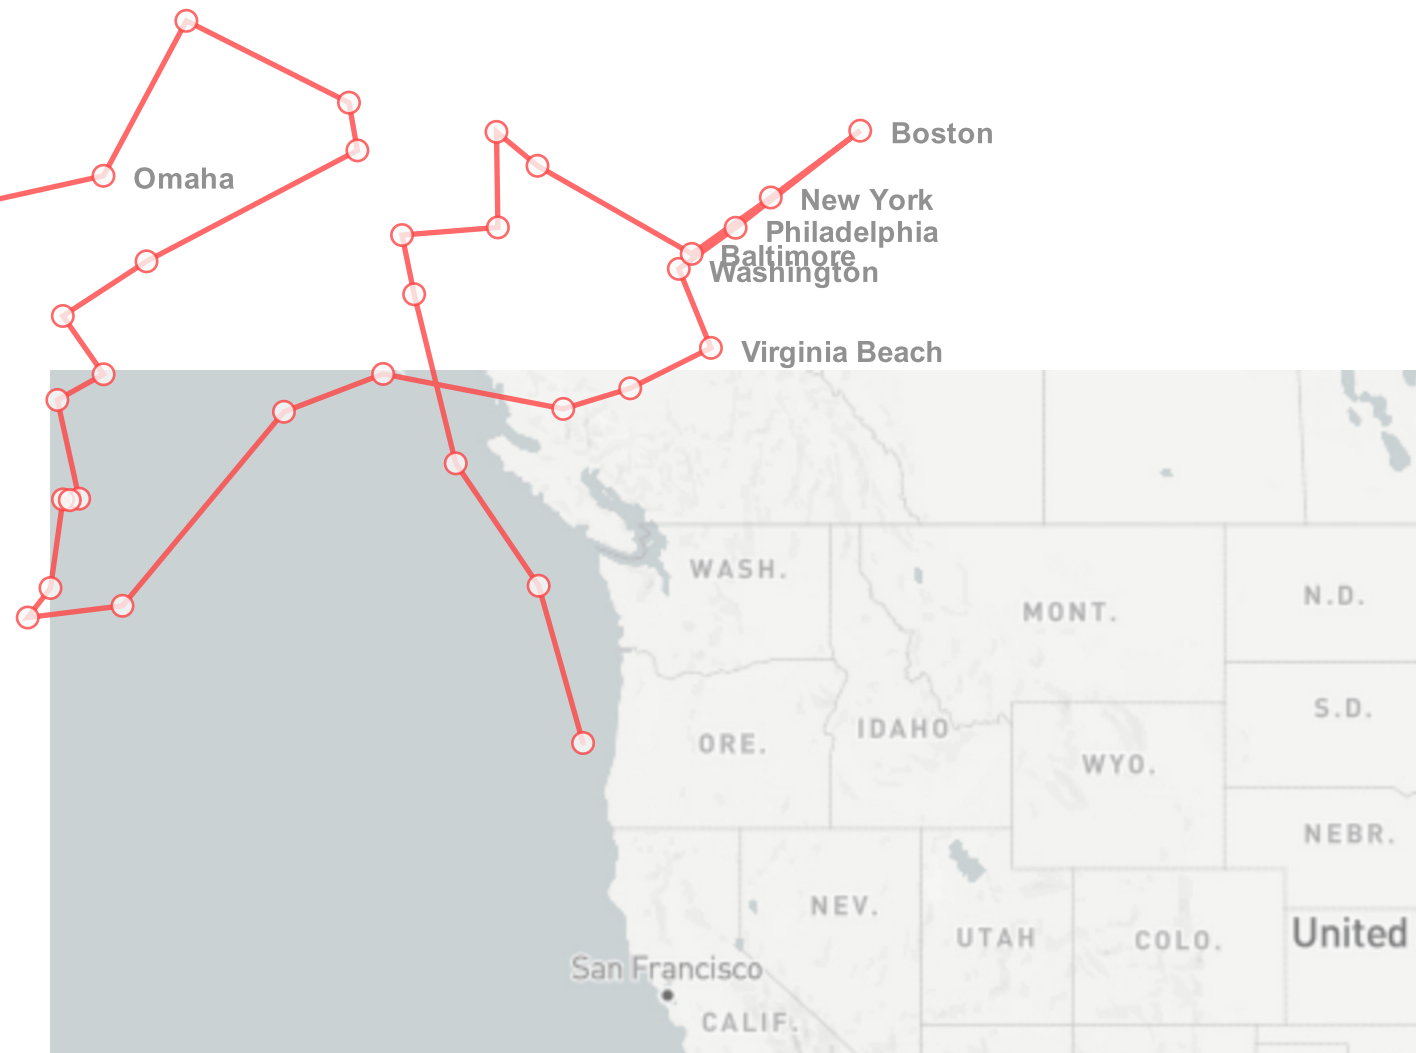 Boston
Omaha
New York
Philadelphia
Baltimore
Washington
Virginia Beach
WASH.
MONT.
N.D.
S.D.
ORE.
IDAHO
WYO.
NEBR.
NEV.
UTAH
COLO.
United
San Francisco
CALIF.